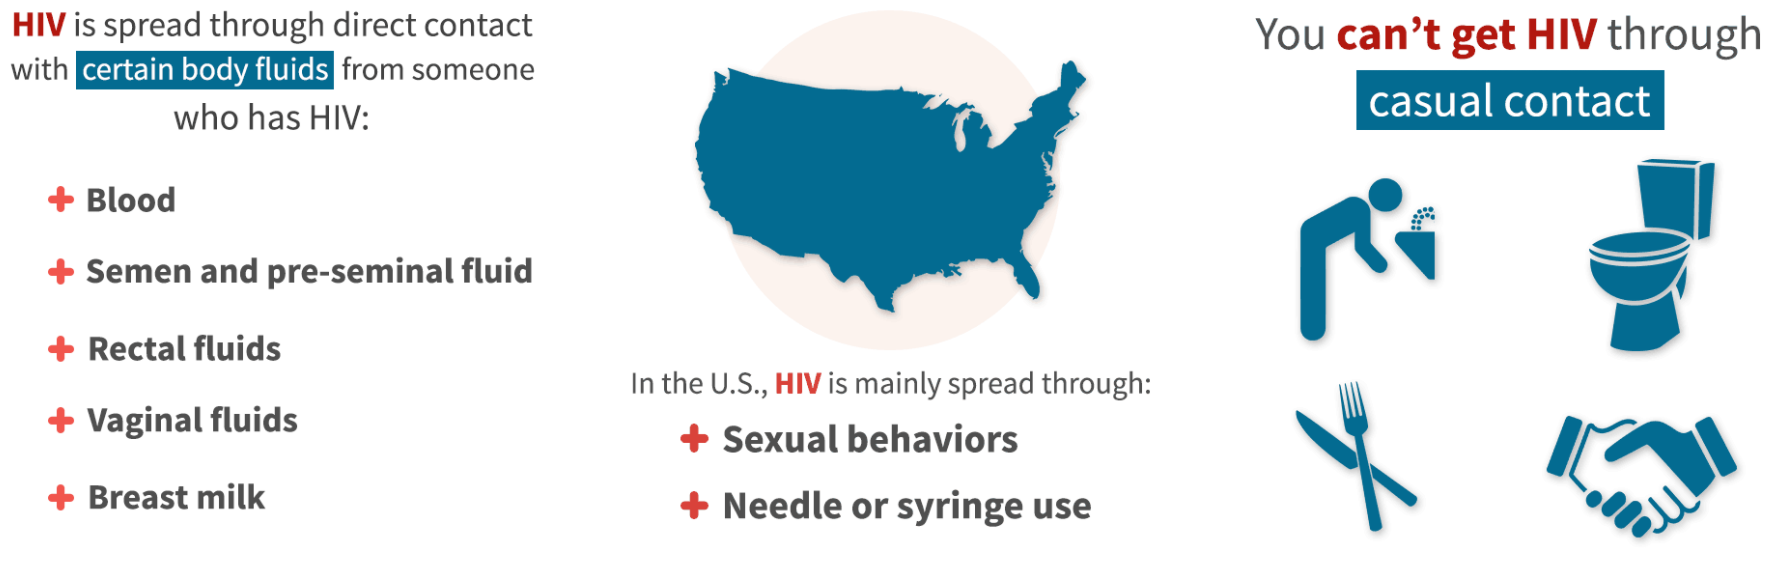 HIV is spread through direct contact
with certain body fluids from someone
who has HIV:
Blood
Semen and pre-seminal fluid
Rectal fluids
Vaginal fluids
Breast milk
In the U.S., HIV is mainly spread through:
Sexual behaviors
Needle or syringe use
You can’t get HIV through
casual contact